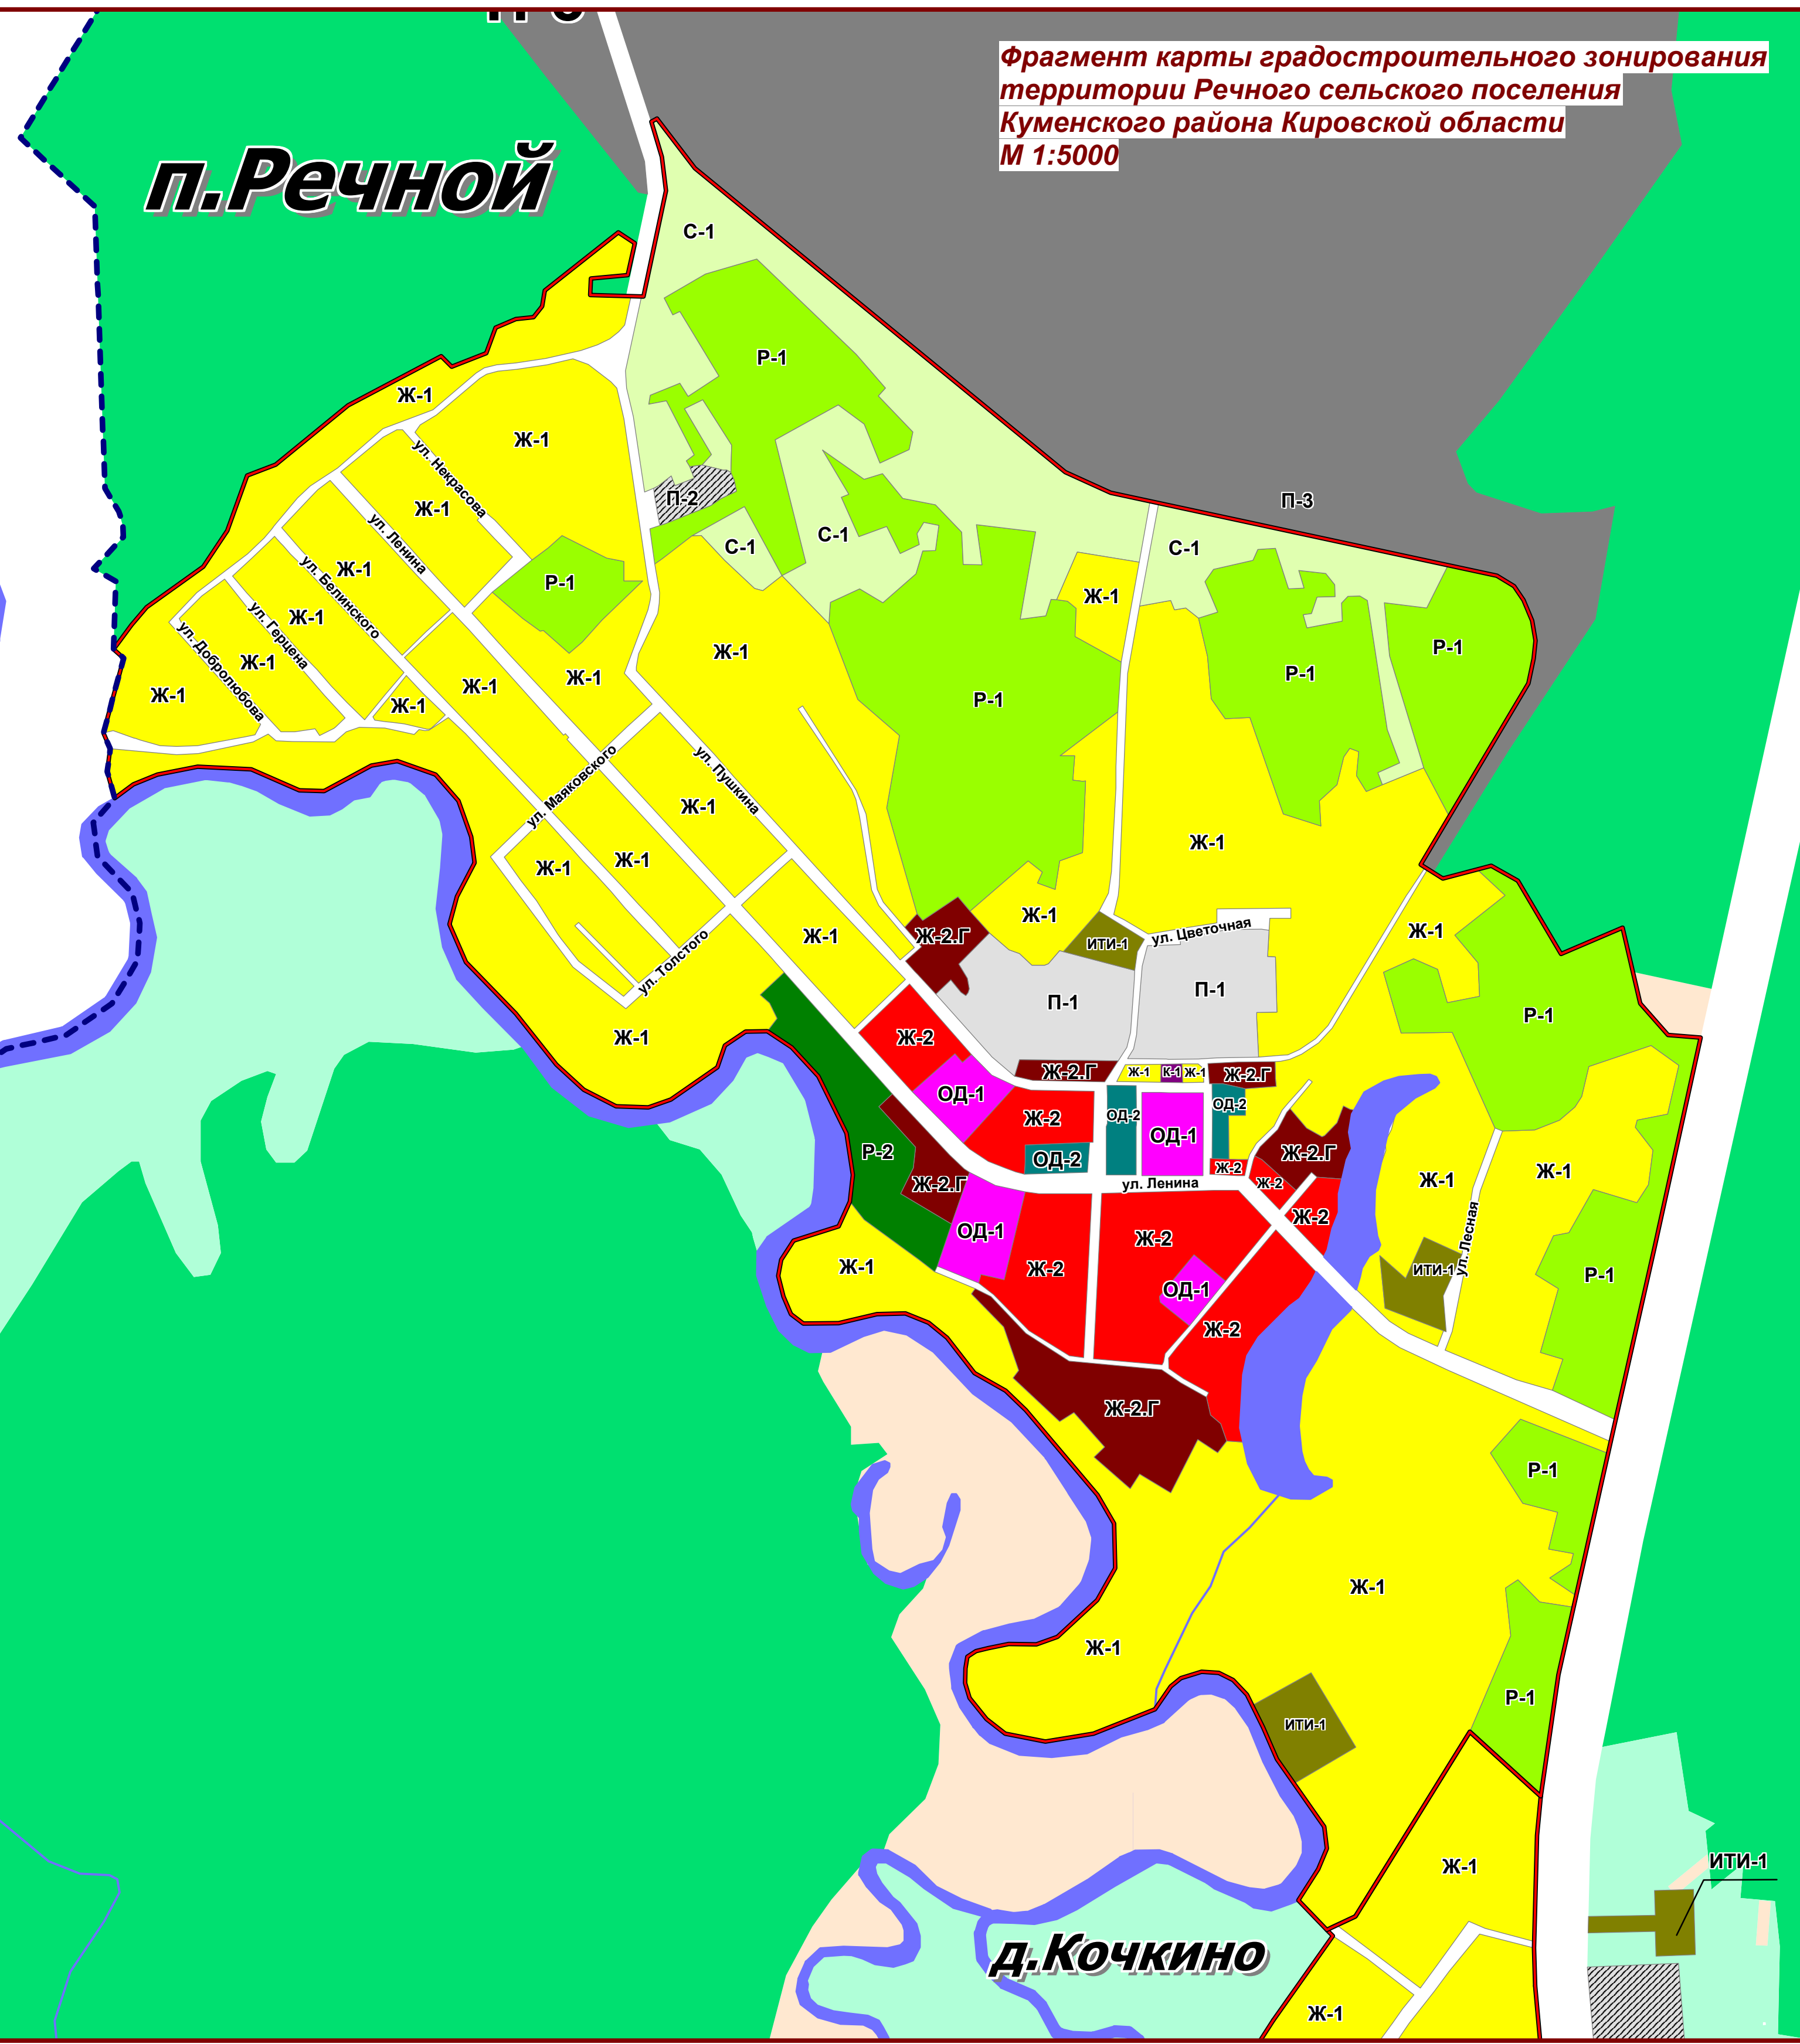 Фрагмент карты градостроительного зонирования
территории Речного сельского поселения
Куменского района Кировской области
М 1:5000
п.Речной
С-1
Р-1
Ж-1
Ж-1
ул. Некрасова
П-2
Ж-1
П-3
ул. Ленина
С-1
С-1
С-1
Ж-1
ул. Белинского
Р-1
Ж-1
Ж-1
ул. Герцена
ул. Добролюбова
Ж-1
Ж-1
Р-1
Ж-1
Р-1
Ж-1
Ж-1
Ж-1
Р-1
Ж-1
ул. Маяковского
ул. Пушкина
Ж-1
Ж-1
Ж-1
Ж-1
Ж-1
Ж-1
Ж-2.Г
ИТИ-1
ул. Цветочная
Ж-1
ул. Толстого
П-1
П-1
Р-1
Ж-1
Ж-2
Ж-2.Г
Ж-1
К-1
Ж-1
Ж-2.Г
ОД-1
Ж-2
ОД-2
ОД-1
ОД-2
Р-2
ОД-2
Ж-2
Ж-2.Г
Ж-2.Г
ул. Ленина
Ж-2
Ж-1
Ж-1
ОД-1
Ж-2
Ж-2
ул. Лесная
Ж-1
Ж-2
ОД-1
ИТИ-1
Р-1
Ж-2
Ж-2.Г
Р-1
Ж-1
Ж-1
Р-1
ИТИ-1
Ж-1
ИТИ-1
д.Кочкино
Ж-1